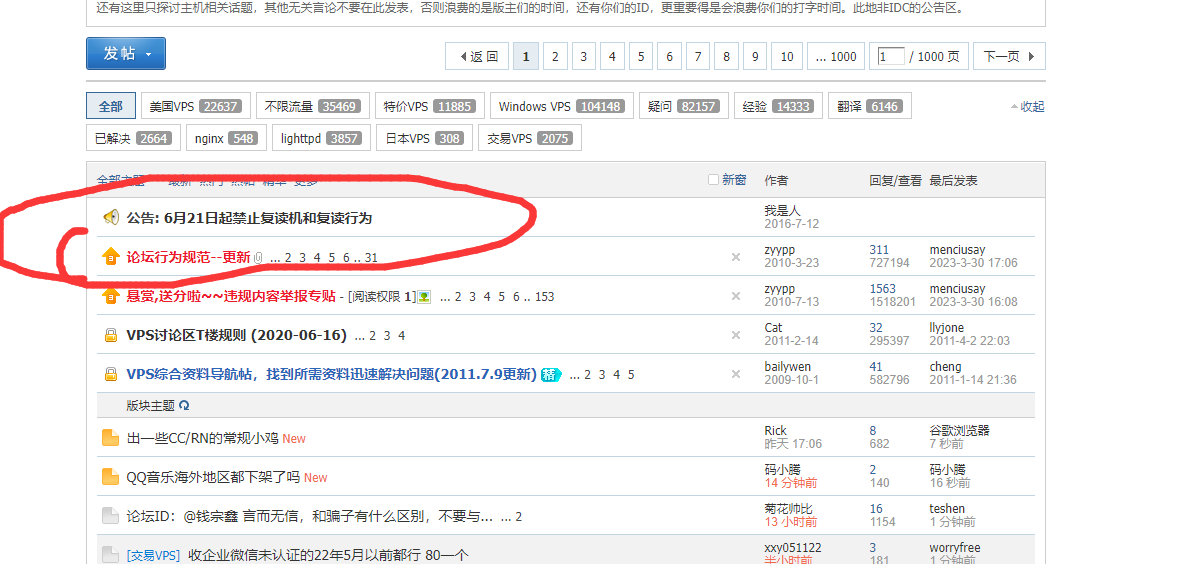 还有这里只探讨主机相关话题，其他无关言论不要在此发表，否则浪费的是版主们的时间，还有你们的ID，更重要得是会浪费你们的打字时间。此地非IDC的公告区。
发帖 返回 1 2 3 4 5 6 7 8 9 10 ... 1000 1 / 1000 页 下一页
全部 美国VPS 22637 不限流量 35469 特价VPS 11885 Windows VPS 104148 疑问 82157 经验 14333 翻译 6146 收起
已解决 2664 nginx 548 lighttpd 3857 日本VPS 308 交易VPS 2075
全部主题 最新 热门 热帖 精华 更多 新窗 作者 回复/查看 最后发表
公告: 6月21日起禁止复读机和复读行为 我是人
2016-7-12
论坛行为规范--更新 ... 2 3 4 5 6 .. 31 zyypp 311 menciusay
2010-3-23 727194 2023-3-30 17:06
悬赏,送分啦~~违规内容举报专贴 - [阅读权限 1] ... 2 3 4 5 6 .. 153 zyypp 1563 menciusay
2010-7-13 1518201 2023-3-30 16:08
VPS讨论区T楼规则 (2020-06-16) ... 2 3 4 Cat 32 llyjone
2011-2-14 295397 2011-4-2 22:03
VPS综合资料导航帖，找到所需资料迅速解决问题(2011.7.9更新) 精 ... 2 3 4 5 bailywen 41 cheng
2009-10-1 582796 2011-1-14 21:36
版块主题
出一些CC/RN的常规小鸡 New Rick 8 谷歌浏览器
昨天 17:06 682 7 秒前
QQ音乐海外地区都下架了吗 New 码小腾 2 码小腾
14 分钟前 140 16 秒前
论坛ID：@钱宗鑫 言而无信，和骗子有什么区别，不要与... ... 2 菊花帅比 16 teshen
13 小时前 1154 1 分钟前
[交易VPS] 收企业微信未认证的22年5月以前都行 80一个 xxy051122 3 worryfree
半小时前 181 1 分钟前